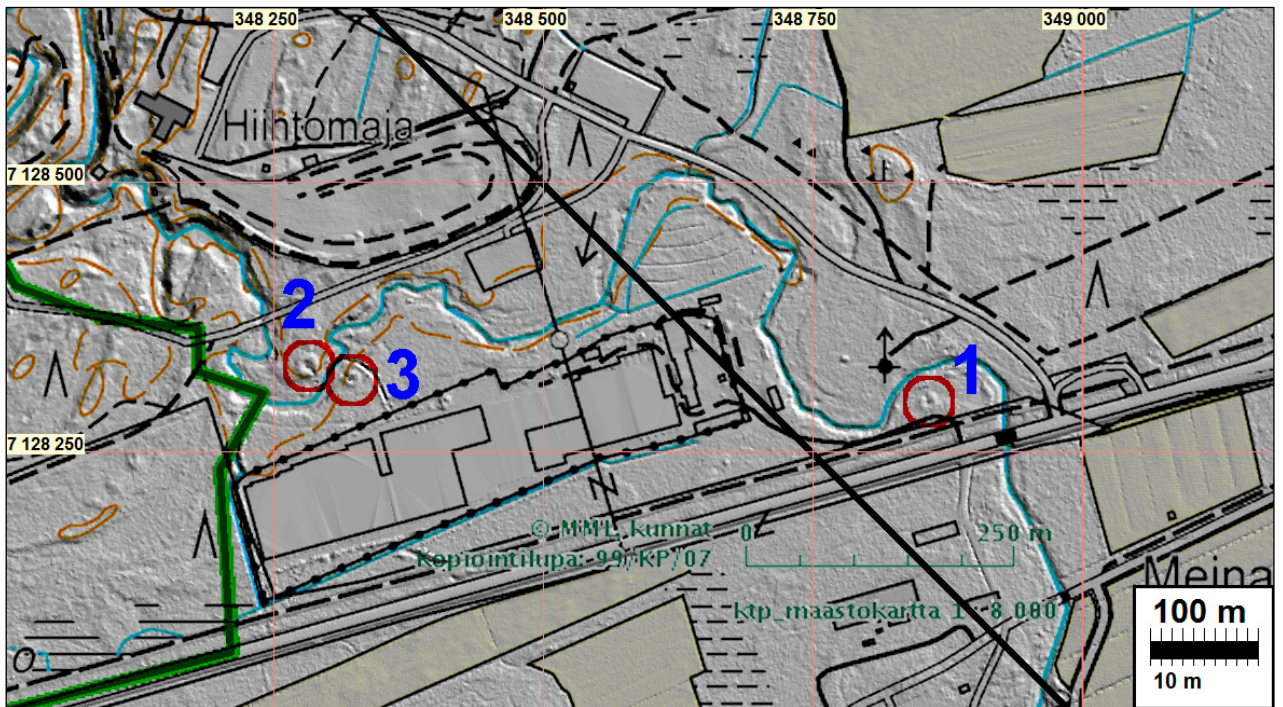 348 250
348 500
348 750
349 000
Hiihtomaja
7 128 500
2
3
1
7 128 250
© MML, kunnat
0
250 m
Kopiointilupa: 99/KP/07
ktp_maastokartta 1 : 8 000
Meina
100 m
10 m